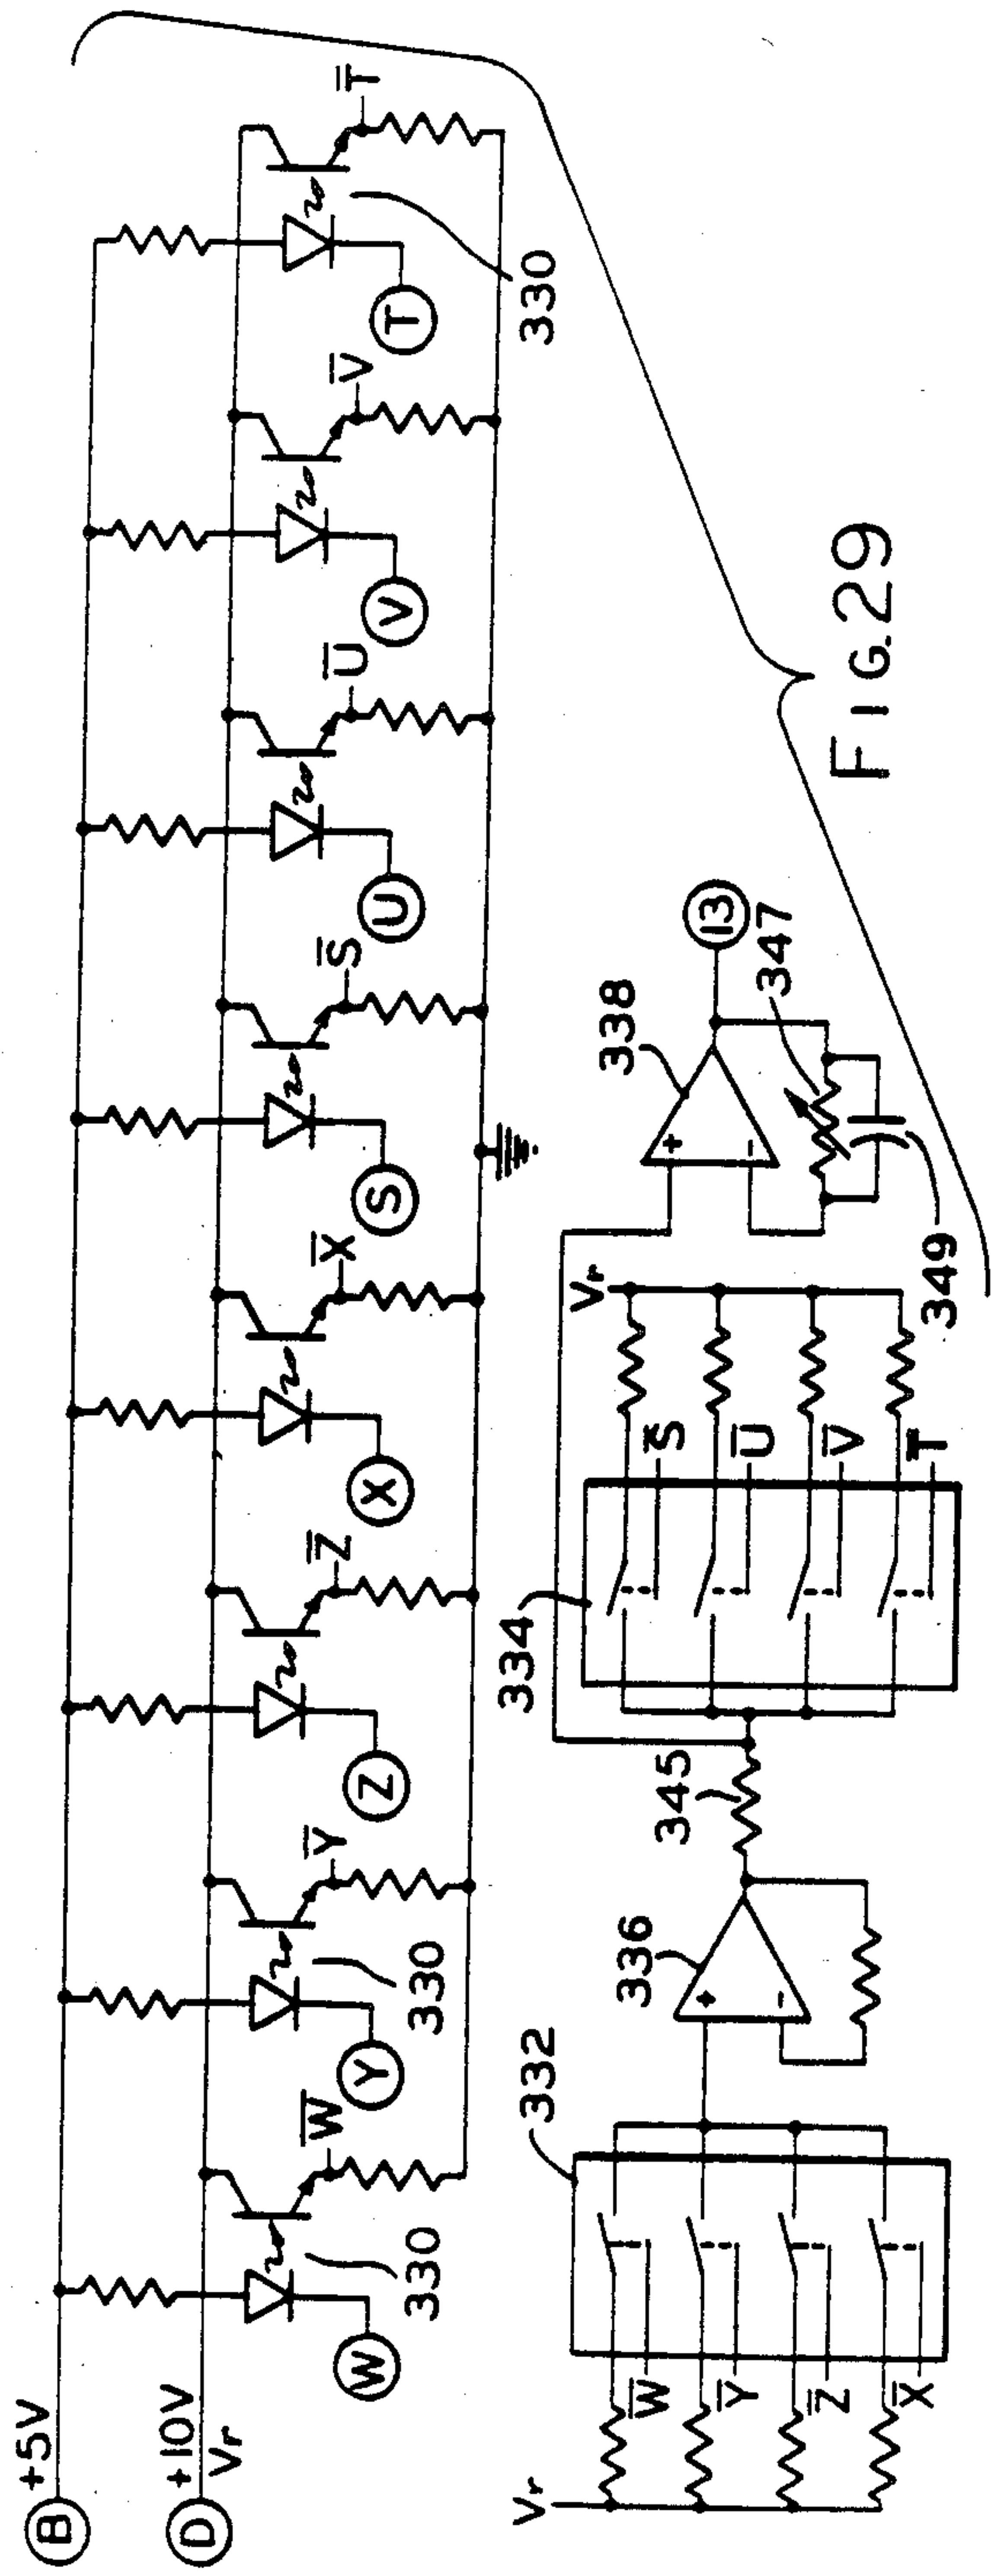 B +5V
D +10V
Vr
W
W̅
330
Y
Y̅
330
Z
Z̅
X
X̅
S
S̅
U
U̅
V
V̅
T
T̅
330
Vr
W̅
Y̅
Z̅
X̅
332
336
+
-
345
334
S̅
U̅
V̅
T̅
Vr
338
+
-
13
347
349
FIG. 29